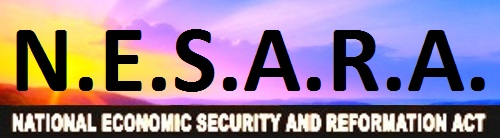 N.E.S.A.R.A.
NATIONAL ECONOMIC SECURITY AND REFORMATION ACT